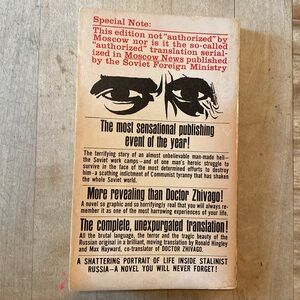 Special Note:
This edition not "authorized" by
Moscow nor is it the so-called
"authorized" translation serial-
ized in Moscow News published
by the Soviet Foreign Ministry
The most sensational publishing
event of the year!
The terrifying story of an almost unbelievable man-made hell—
the Soviet work camps—and of one man's heroic struggle to
survive in the face of the most determined efforts to destroy
him—a scathing indictment of Communist tyranny that has shaken
the whole Soviet world.
More revealing than Doctor Zhivago!
A novel so graphic and so horrifyingly real that you will always re-
member it as one of the most harrowing experiences of your life.
The complete, unexpurgated translation!
All the brutal language, the terror and the tragic beauty of the
Russian original in a brilliant, moving translation by Ronald Hingley
and Max Hayward, co-translator of DOCTOR ZHIVAGO.
A SHATTERING PORTRAIT OF LIFE INSIDE STALINIST
RUSSIA—A NOVEL YOU WILL NEVER FORGET!